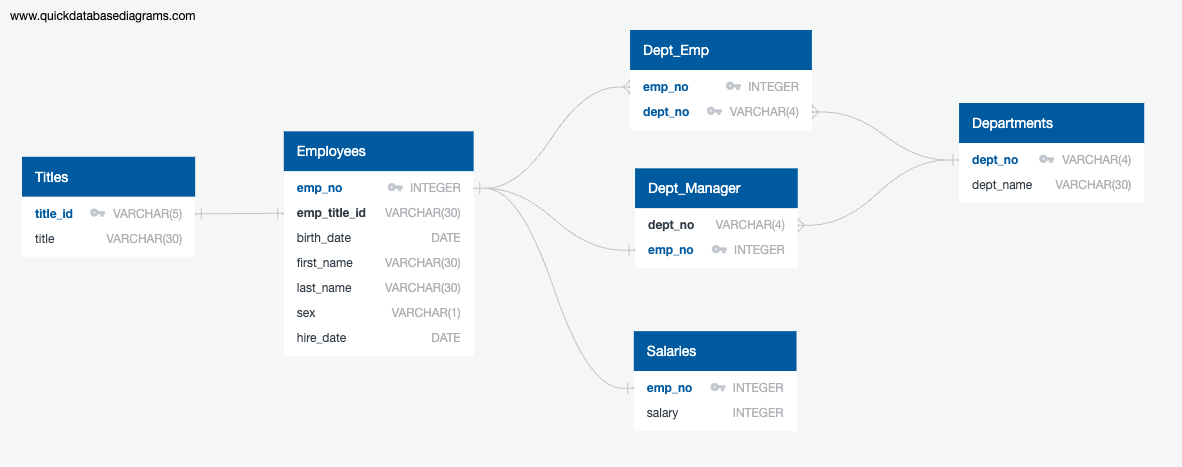 www.quickdatabasediagrams.com
Titles
title_id VARCHAR(5)
title VARCHAR(30)
Employees
emp_no INTEGER
emp_title_id VARCHAR(30)
birth_date DATE
first_name VARCHAR(30)
last_name VARCHAR(30)
sex VARCHAR(1)
hire_date DATE
Dept_Emp
emp_no INTEGER
dept_no VARCHAR(4)
Dept_Manager
dept_no VARCHAR(4)
emp_no INTEGER
Salaries
emp_no INTEGER
salary INTEGER
Departments
dept_no VARCHAR(4)
dept_name VARCHAR(30)